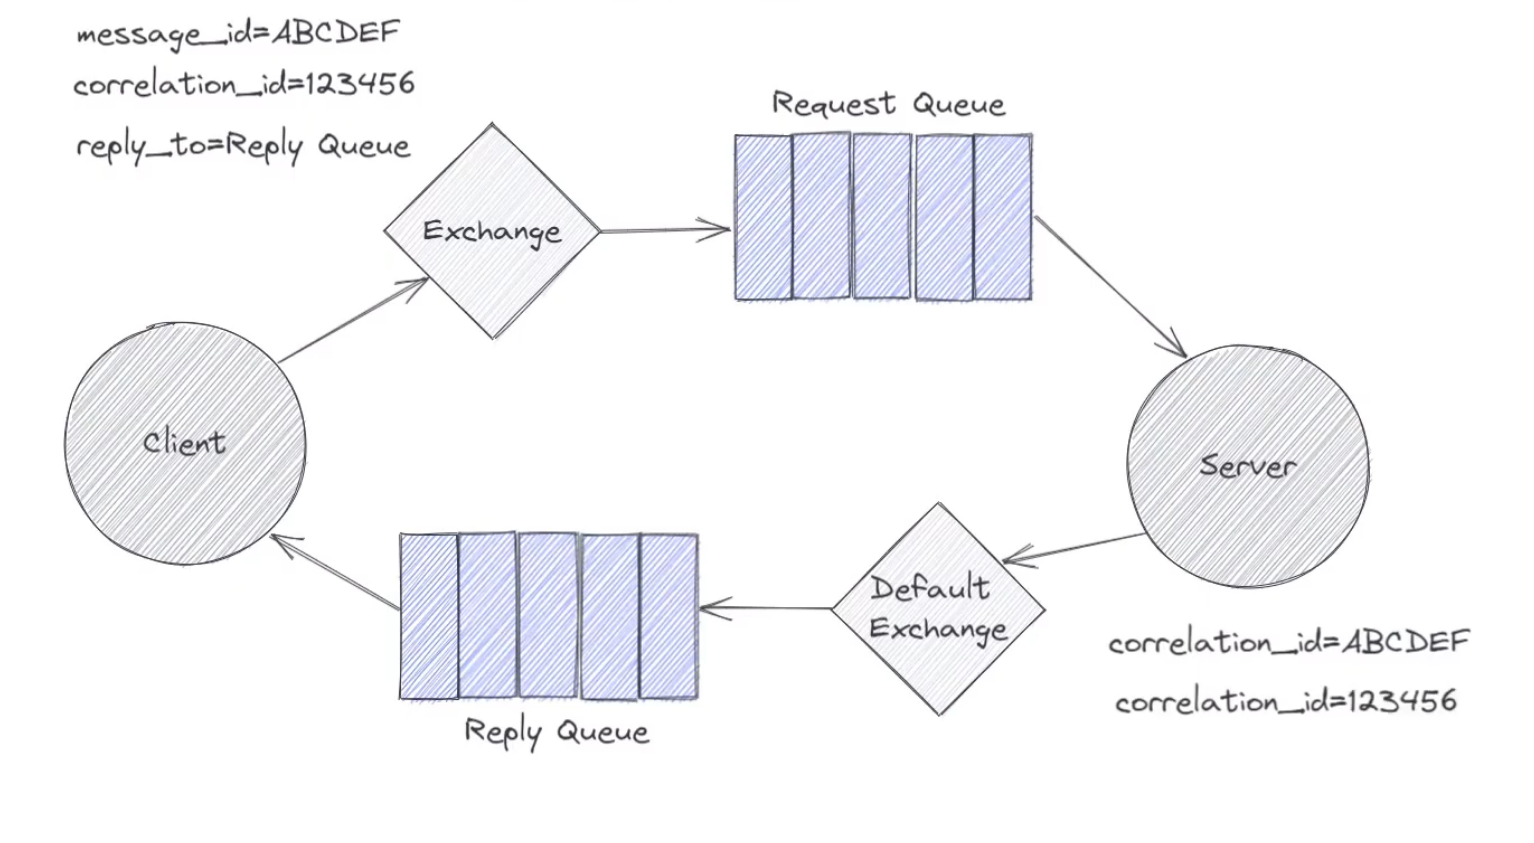 message_id=ABCDEF
correlation_id=123456
reply_to=Reply Queue
Request Queue
Exchange
Client
Server
Default
Exchange
correlation_id=ABCDEF
correlation_id=123456
Reply Queue